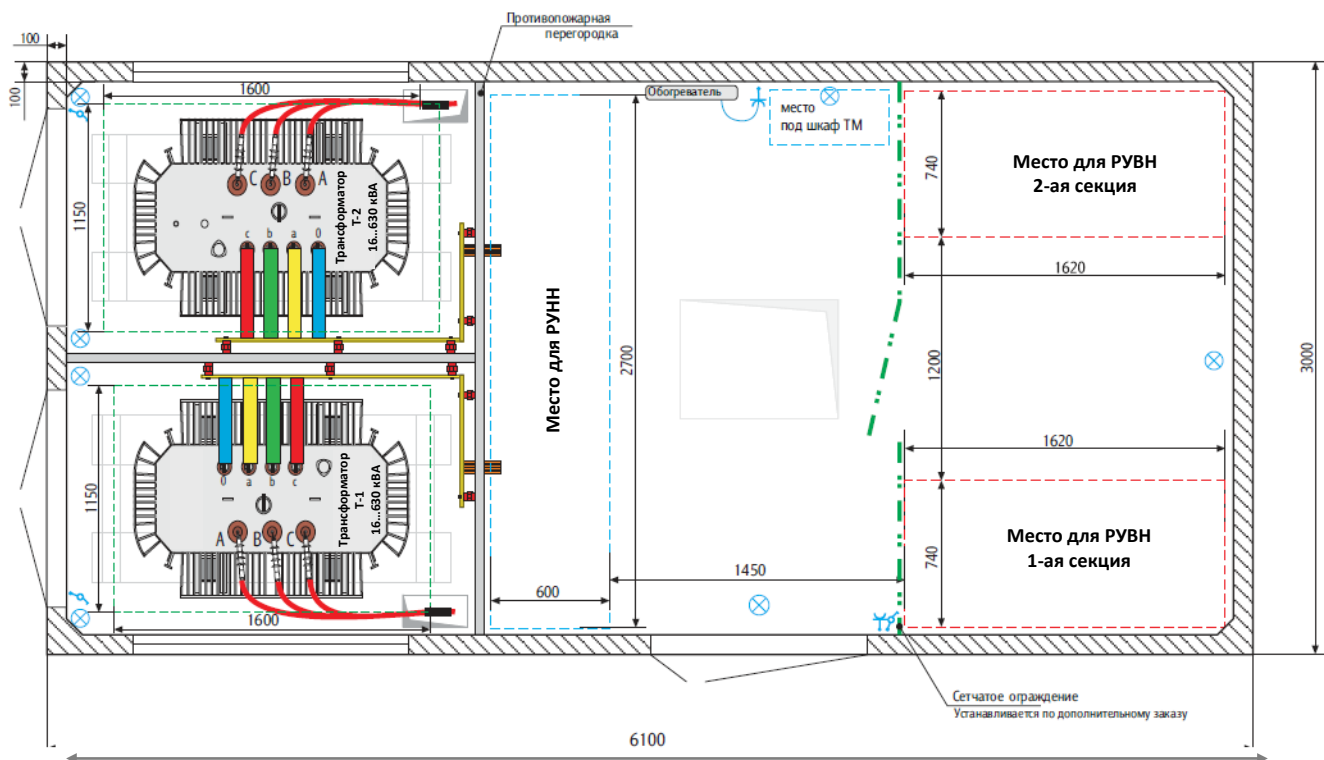 Противопожарная
перегородка
100
100
1600
Обогреватель
место
под шкаф ТМ
Место для РУВН
2-ая секция
740
1620
C B A
Трансформатор
Т-2
16...630 кВА
c b a 0
1150
Место для РУНН
2700
1200
3000
1620
0 a b c
Трансформатор
Т-1
16...630 кВА
A B C
1150
1600
600
1450
740
Место для РУВН
1-ая секция
Сетчатое ограждение
Устанавливается по дополнительному заказу
6100